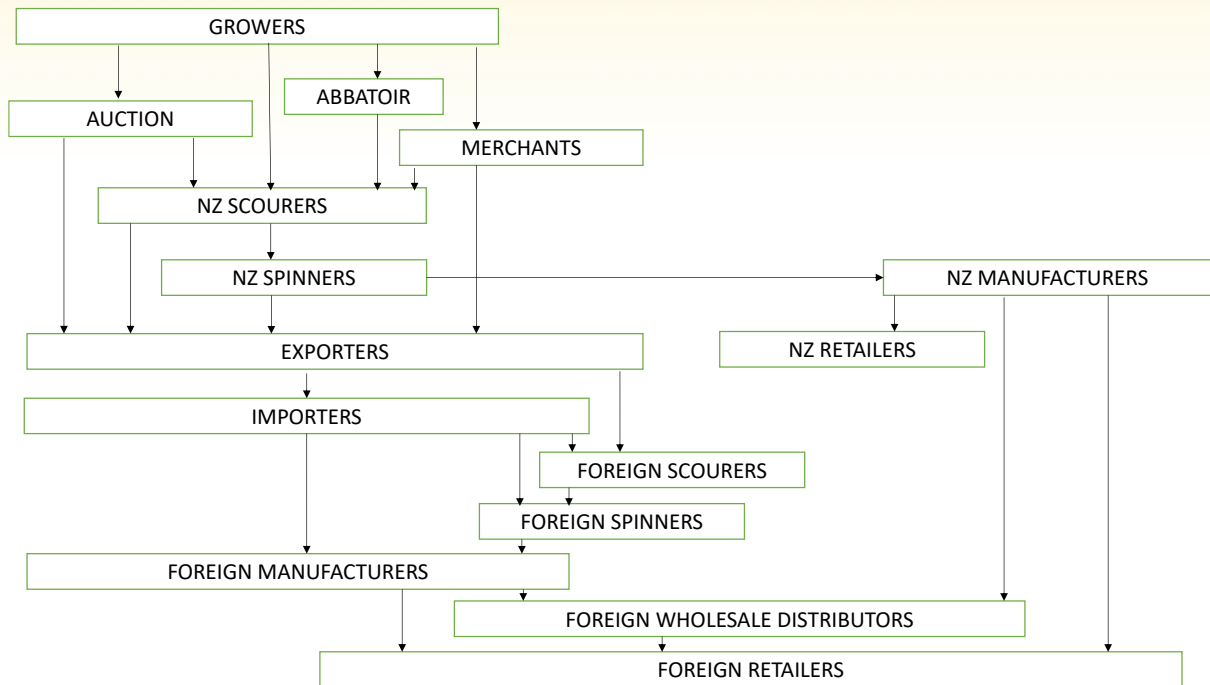 GROWERS
ABBATOIR
AUCTION
MERCHANTS
NZ SCOURERS
NZ SPINNERS
NZ MANUFACTURERS
EXPORTERS
NZ RETAILERS
IMPORTERS
FOREIGN SCOURERS
FOREIGN SPINNERS
FOREIGN MANUFACTURERS
FOREIGN WHOLESALE DISTRIBUTORS
FOREIGN RETAILERS